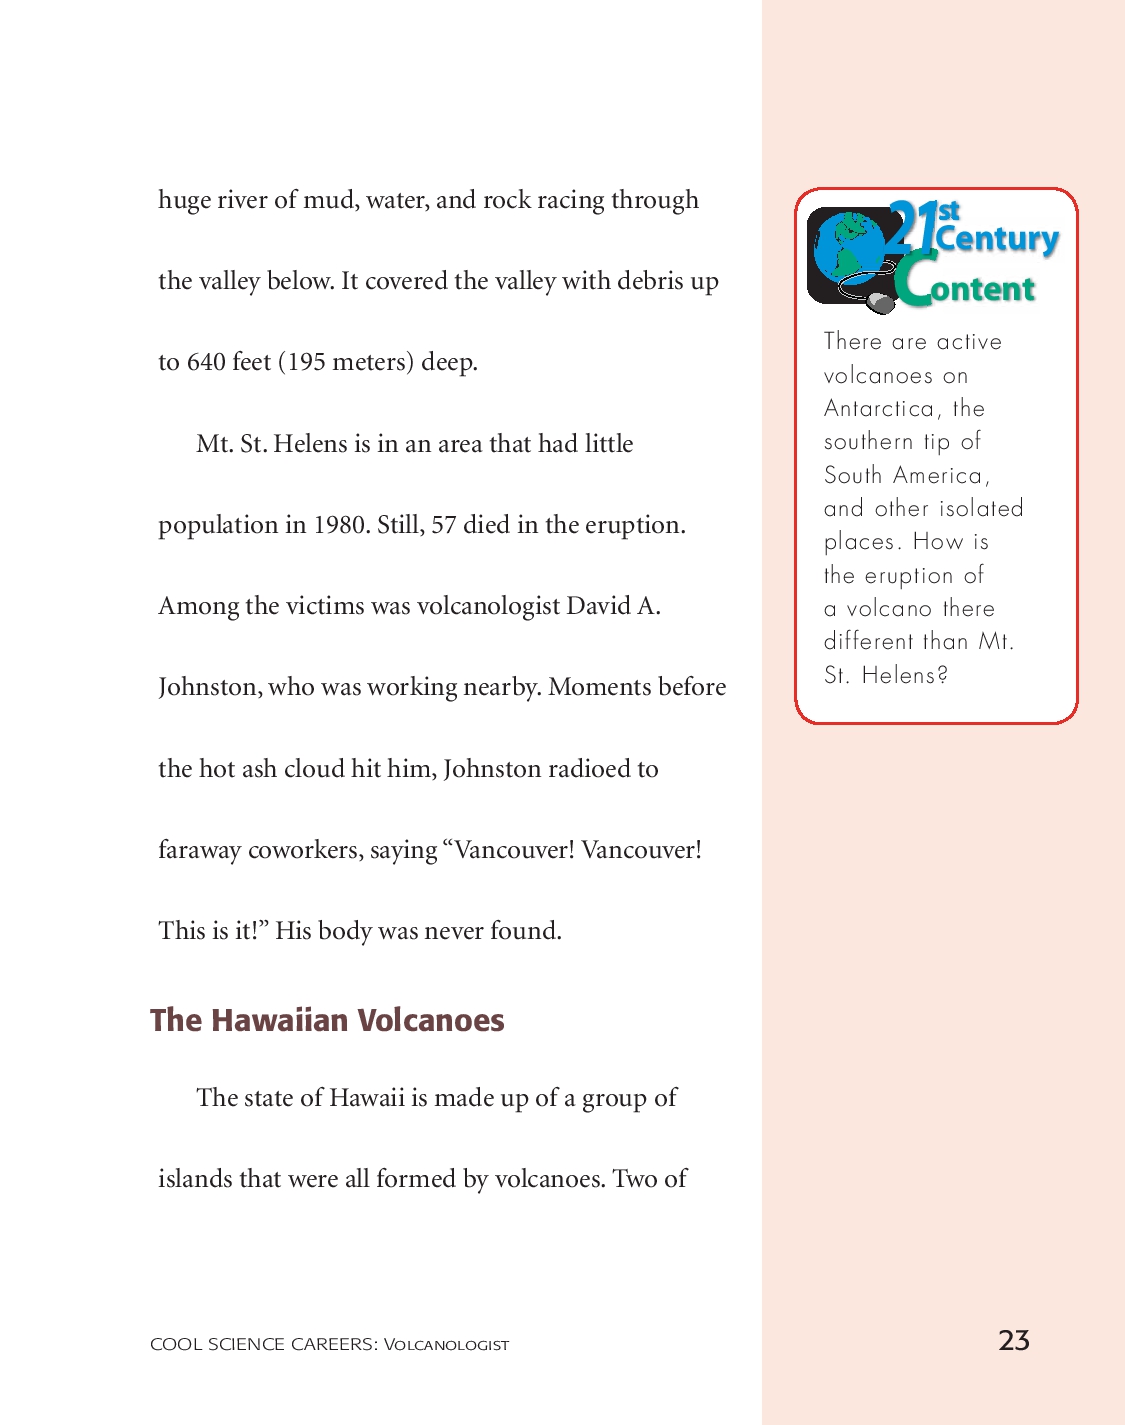 huge river of mud, water, and rock racing through
the valley below. It covered the valley with debris up
to 640 feet (195 meters) deep.
Mt. St. Helens is in an area that had little
population in 1980. Still, 57 died in the eruption.
Among the victims was volcanologist David A.
Johnston, who was working nearby. Moments before
the hot ash cloud hit him, Johnston radioed to
faraway coworkers, saying “Vancouver! Vancouver!
This is it!” His body was never found.
The Hawaiian Volcanoes
The state of Hawaii is made up of a group of
islands that were all formed by volcanoes. Two of
21st
Century
Content
There are active
volcanoes on
Antarctica, the
southern tip of
South America,
and other isolated
places. How is
the eruption of
a volcano there
different than Mt.
St. Helens?
COOL SCIENCE CAREERS: Volcanologist
23